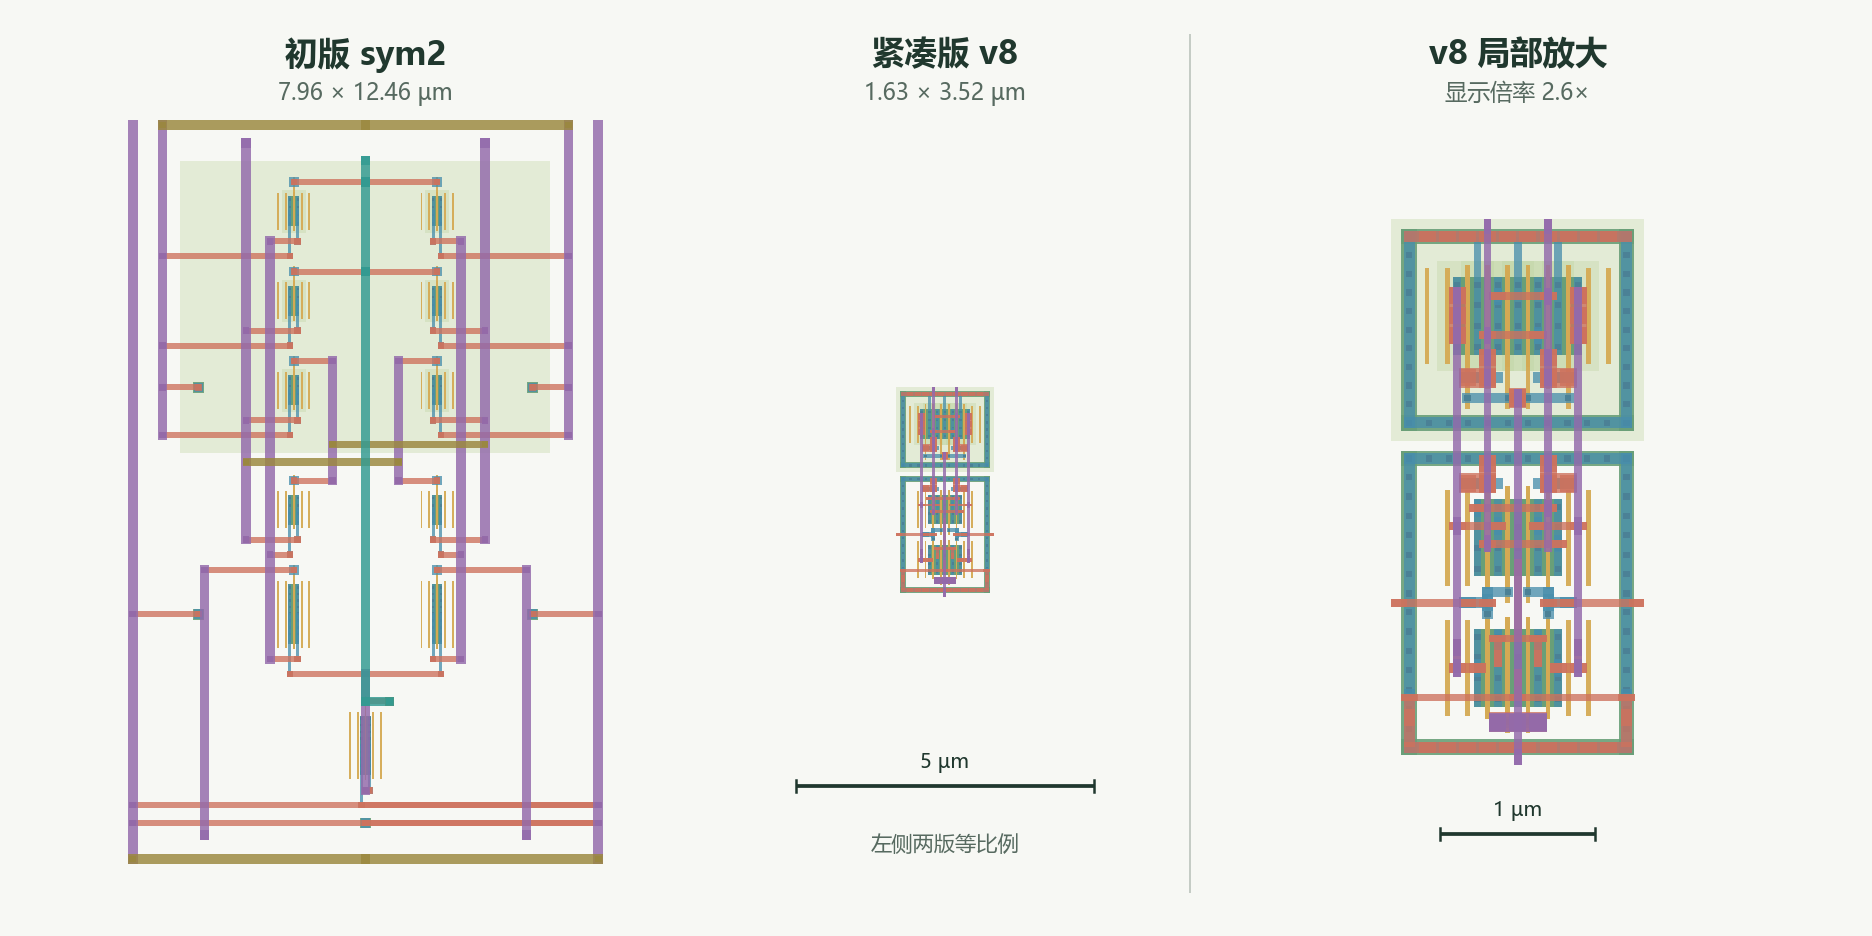 初版 sym2
7.96 × 12.46 μm
紧凑版 v8
1.63 × 3.52 μm
5 μm
左侧两版等比例
v8 局部放大
显示倍率 2.6×
1 μm